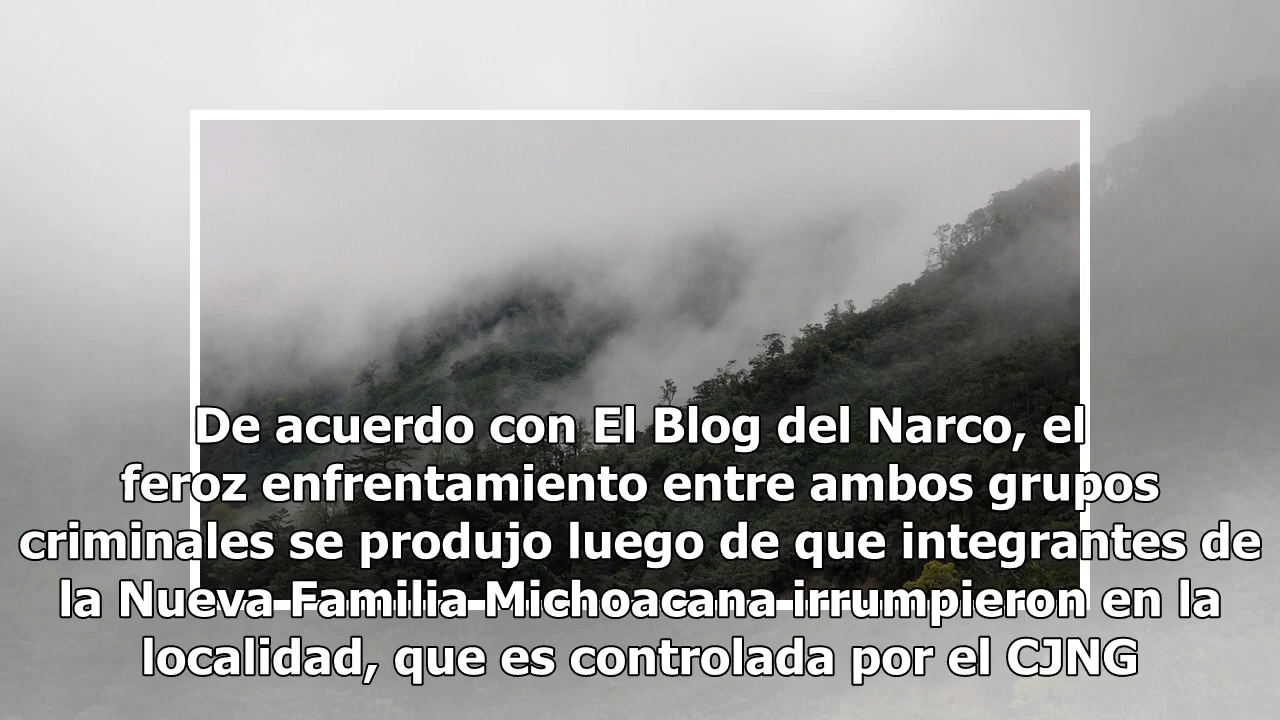 De acuerdo con El Blog del Narco, el
feroz enfrentamiento entre ambos grupos
criminales se produjo luego de que integrantes de
la Nueva Familia Michoacana irrumpieron en la
localidad, que es controlada por el CJNG